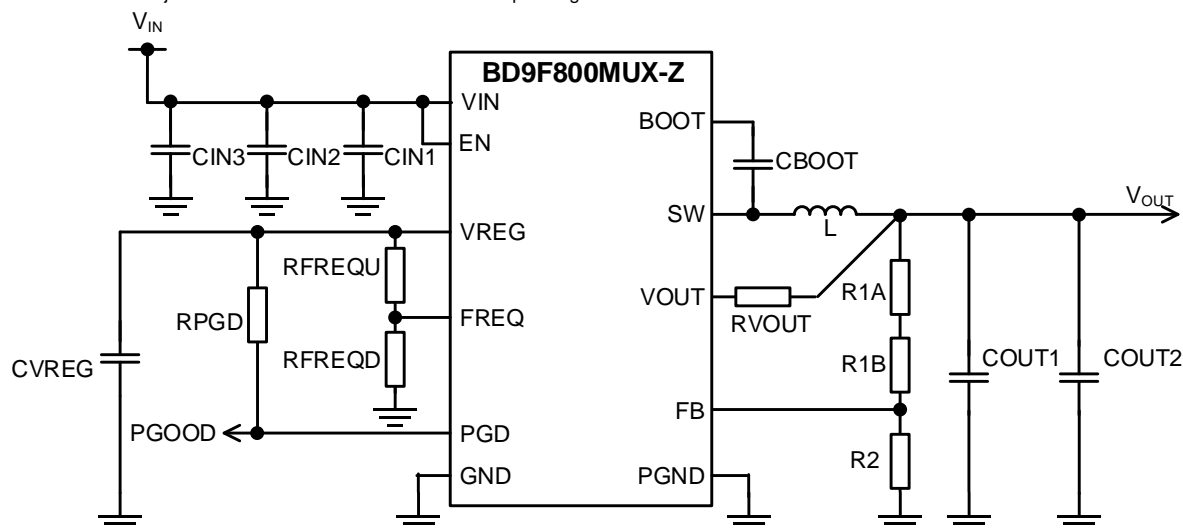 VIN
BD9F800MUX-Z
VIN
BOOT
EN
CIN3
CIN2
CIN1
CBOOT
SW
VOUT
L
VREG
RFREQU
VOUT
R1A
RPGD
FREQ
RVOUT
RFREQD
R1B
COUT1
COUT2
CVREG
FB
PGOOD
PGD
R2
GND
PGND